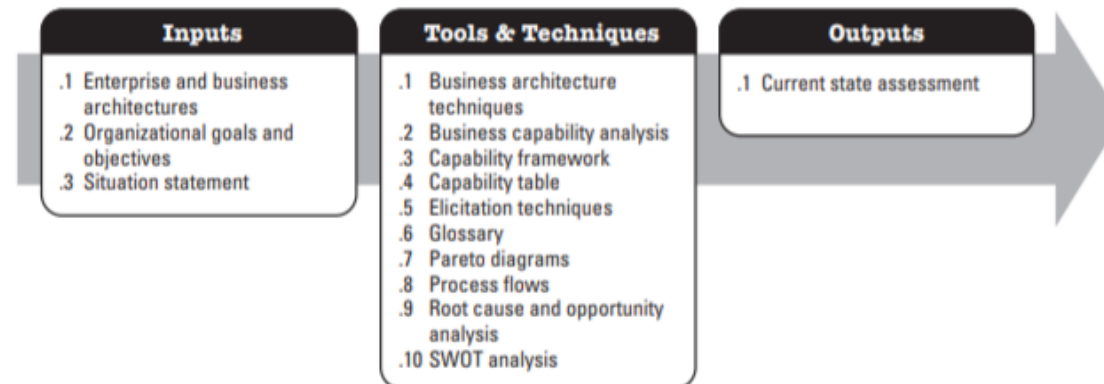 Inputs
.1 Enterprise and business
architectures
.2 Organizational goals and
objectives
.3 Situation statement
Tools & Techniques
.1 Business architecture
techniques
.2 Business capability analysis
.3 Capability framework
.4 Capability table
.5 Elicitation techniques
.6 Glossary
.7 Pareto diagrams
.8 Process flows
.9 Root cause and opportunity
analysis
.10 SWOT analysis
Outputs
.1 Current state assessment